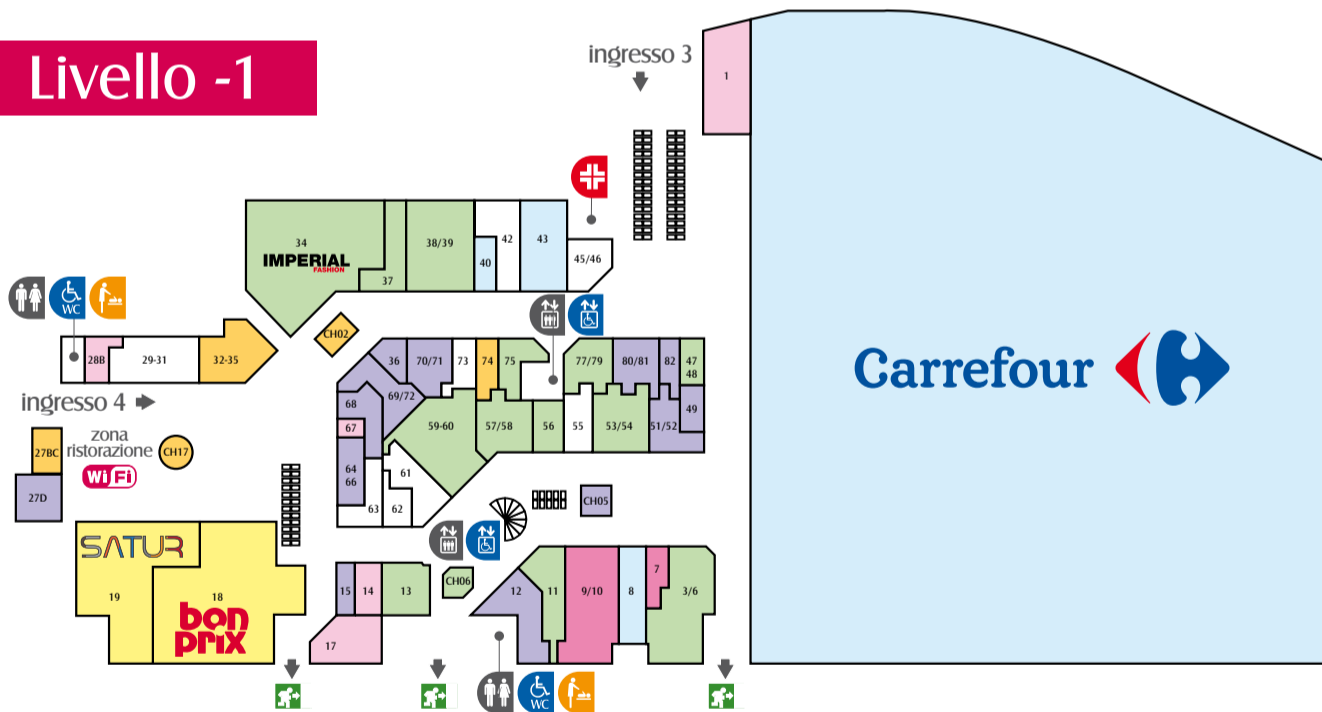 Livello -1
ingresso 3
1
Carrefour
34
IMPERIAL
FASHION
37
38/39
40
42
43
45/46
WC
28B
29-31
32-35
CH02
ingresso 4
zona
ristorazione
WiFi
CH17
27BC
27D
36
70/71
73
74
75
77/79
80/81
82
47
48
49
68
69/72
67
59-60
57/58
56
55
53/54
51/52
64
66
63
61
62
CH05
SATUR
19
18
bon
prix
15
14
13
CH06
17
12
11
9/10
8
7
3/6
WC